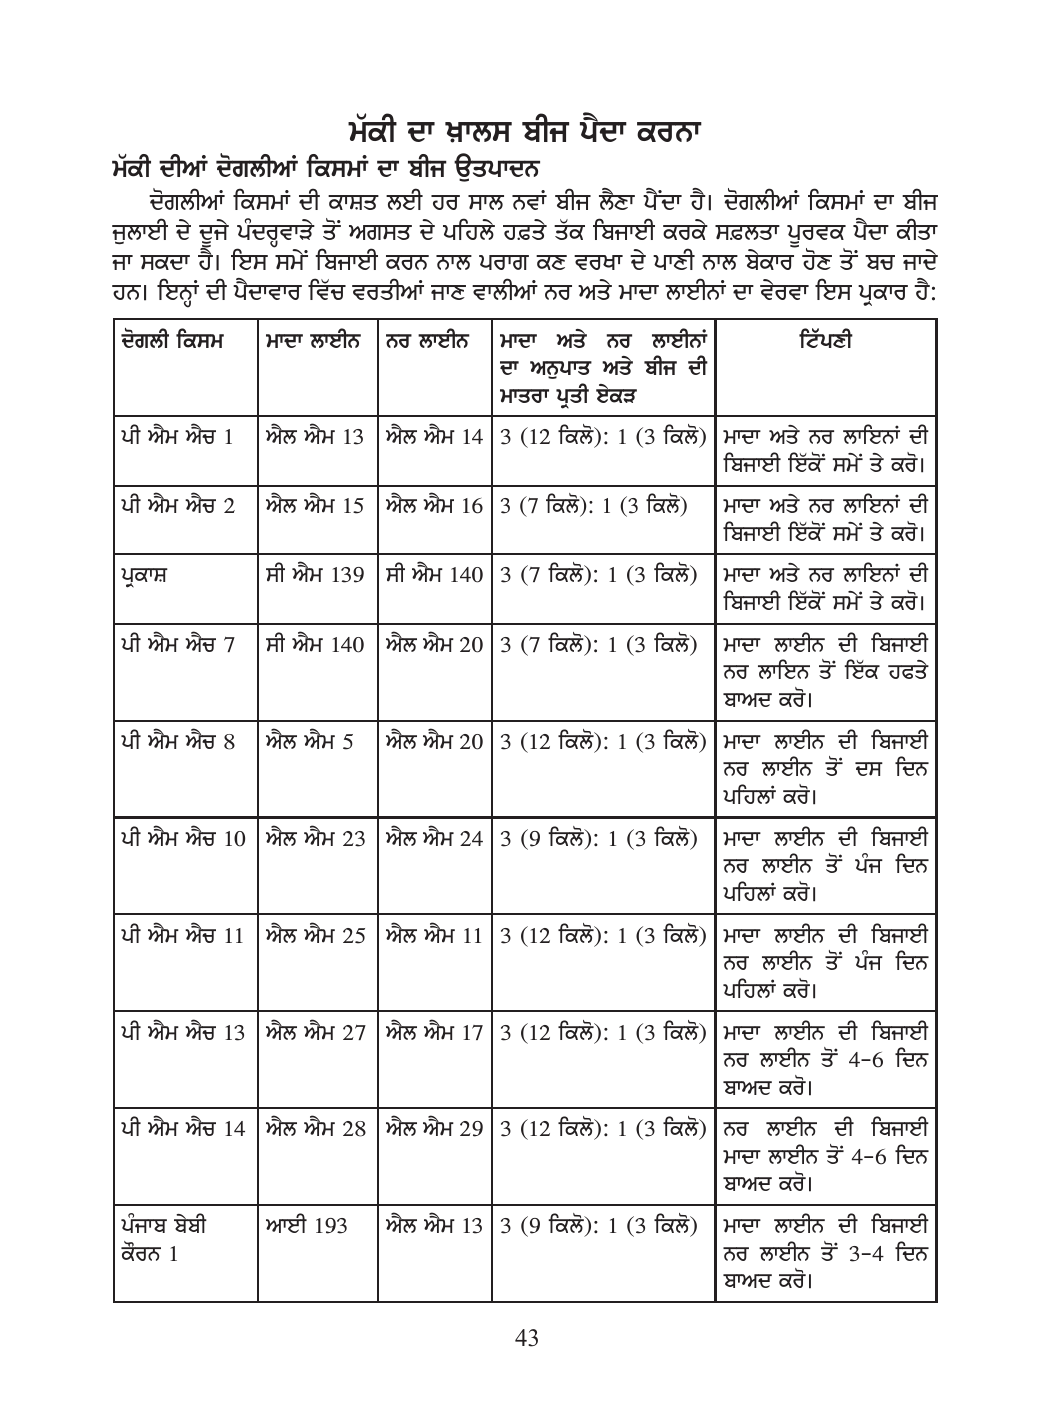 ਮੱਕੀ ਦਾ ਖ਼ਾਲਸ ਬੀਜ ਪੈਦਾ ਕਰਨਾ
ਮੱਕੀ ਦੀਆਂ ਦੋਗਲੀਆਂ ਕਿਸਮਾਂ ਦਾ ਬੀਜ ਉਤਪਾਦਨ
ਦੋਗਲੀਆਂ ਕਿਸਮਾਂ ਦੀ ਕਾਸ਼ਤ ਲਈ ਹਰ ਸਾਲ ਨਵਾਂ ਬੀਜ ਲੈਣਾ ਪੈਂਦਾ ਹੈ। ਦੋਗਲੀਆਂ ਕਿਸਮਾਂ ਦਾ ਬੀਜ
ਜੁਲਾਈ ਦੇ ਦੂਜੇ ਪੰਦਰ੍ਹਵਾੜੇ ਤੋਂ ਅਗਸਤ ਦੇ ਪਹਿਲੇ ਹਫ਼ਤੇ ਤੱਕ ਬਿਜਾਈ ਕਰਕੇ ਸਫ਼ਲਤਾ ਪੂਰਵਕ ਪੈਦਾ ਕੀਤਾ
ਜਾ ਸਕਦਾ ਹੈ। ਇਸ ਸਮੇਂ ਬਿਜਾਈ ਕਰਨ ਨਾਲ ਪਰਾਗ ਕਣ ਵਰਖਾ ਦੇ ਪਾਣੀ ਨਾਲ ਬੇਕਾਰ ਹੋਣ ਤੋਂ ਬਚ ਜਾਦੇ
ਹਨ। ਇਨ੍ਹਾਂ ਦੀ ਪੈਦਾਵਾਰ ਵਿੱਚ ਵਰਤੀਆਂ ਜਾਣ ਵਾਲੀਆਂ ਨਰ ਅਤੇ ਮਾਦਾ ਲਾਈਨਾਂ ਦਾ ਵੇਰਵਾ ਇਸ ਪ੍ਰਕਾਰ ਹੈ:
ਦੋਗਲੀ ਕਿਸਮ ਮਾਦਾ ਲਾਈਨ ਨਰ ਲਾਈਨ ਮਾਦਾ ਅਤੇ ਨਰ ਲਾਈਨਾਂ ਟਿੱਪਣੀ
ਦਾ ਅਨੁਪਾਤ ਅਤੇ ਬੀਜ ਦੀ
ਮਾਤਰਾ ਪ੍ਰਤੀ ਏਕੜ
ਪੀ ਐਮ ਐਚ 1 ਐਲ ਐਮ 13 ਐਲ ਐਮ 14 3 (12 ਕਿਲੋ): 1 (3 ਕਿਲੋ) ਮਾਦਾ ਅਤੇ ਨਰ ਲਾਇਨਾਂ ਦੀ
ਬਿਜਾਈ ਇੱਕੋਂ ਸਮੇਂ ਤੇ ਕਰੋ।
ਪੀ ਐਮ ਐਚ 2 ਐਲ ਐਮ 15 ਐਲ ਐਮ 16 3 (7 ਕਿਲੋ): 1 (3 ਕਿਲੋ) ਮਾਦਾ ਅਤੇ ਨਰ ਲਾਇਨਾਂ ਦੀ
ਬਿਜਾਈ ਇੱਕੋਂ ਸਮੇਂ ਤੇ ਕਰੋ।
ਪ੍ਰਕਾਸ਼ ਸੀ ਐਮ 139 ਸੀ ਐਮ 140 3 (7 ਕਿਲੋ): 1 (3 ਕਿਲੋ) ਮਾਦਾ ਅਤੇ ਨਰ ਲਾਇਨਾਂ ਦੀ
ਬਿਜਾਈ ਇੱਕੋਂ ਸਮੇਂ ਤੇ ਕਰੋ।
ਪੀ ਐਮ ਐਚ 7 ਸੀ ਐਮ 140 ਐਲ ਐਮ 20 3 (7 ਕਿਲੋ): 1 (3 ਕਿਲੋ) ਮਾਦਾ ਲਾਈਨ ਦੀ ਬਿਜਾਈ
ਨਰ ਲਾਇਨ ਤੋਂ ਇੱਕ ਹਫਤੇ
ਬਾਅਦ ਕਰੋ।
ਪੀ ਐਮ ਐਚ 8 ਐਲ ਐਮ 5 ਐਲ ਐਮ 20 3 (12 ਕਿਲੋ): 1 (3 ਕਿਲੋ) ਮਾਦਾ ਲਾਈਨ ਦੀ ਬਿਜਾਈ
ਨਰ ਲਾਈਨ ਤੋਂ ਦਸ ਦਿਨ
ਪਹਿਲਾਂ ਕਰੋ।
ਪੀ ਐਮ ਐਚ 10 ਐਲ ਐਮ 23 ਐਲ ਐਮ 24 3 (9 ਕਿਲੋ): 1 (3 ਕਿਲੋ) ਮਾਦਾ ਲਾਈਨ ਦੀ ਬਿਜਾਈ
ਨਰ ਲਾਈਨ ਤੋਂ ਪੰਜ ਦਿਨ
ਪਹਿਲਾਂ ਕਰੋ।
ਪੀ ਐਮ ਐਚ 11 ਐਲ ਐਮ 25 ਐਲ ਐਮ 11 3 (12 ਕਿਲੋ): 1 (3 ਕਿਲੋ) ਮਾਦਾ ਲਾਈਨ ਦੀ ਬਿਜਾਈ
ਨਰ ਲਾਈਨ ਤੋਂ ਪੰਜ ਦਿਨ
ਪਹਿਲਾਂ ਕਰੋ।
ਪੀ ਐਮ ਐਚ 13 ਐਲ ਐਮ 27 ਐਲ ਐਮ 17 3 (12 ਕਿਲੋ): 1 (3 ਕਿਲੋ) ਮਾਦਾ ਲਾਈਨ ਦੀ ਬਿਜਾਈ
ਨਰ ਲਾਈਨ ਤੋਂ 4-6 ਦਿਨ
ਬਾਅਦ ਕਰੋ।
ਪੀ ਐਮ ਐਚ 14 ਐਲ ਐਮ 28 ਐਲ ਐਮ 29 3 (12 ਕਿਲੋ): 1 (3 ਕਿਲੋ) ਨਰ ਲਾਈਨ ਦੀ ਬਿਜਾਈ
ਮਾਦਾ ਲਾਈਨ ਤੋਂ 4-6 ਦਿਨ
ਬਾਅਦ ਕਰੋ।
ਪੰਜਾਬ ਬੇਬੀ ਆਈ 193 ਐਲ ਐਮ 13 3 (9 ਕਿਲੋ): 1 (3 ਕਿਲੋ) ਮਾਦਾ ਲਾਈਨ ਦੀ ਬਿਜਾਈ
ਕੌਰਨ 1 ਨਰ ਲਾਈਨ ਤੋਂ 3-4 ਦਿਨ
ਬਾਅਦ ਕਰੋ।
43